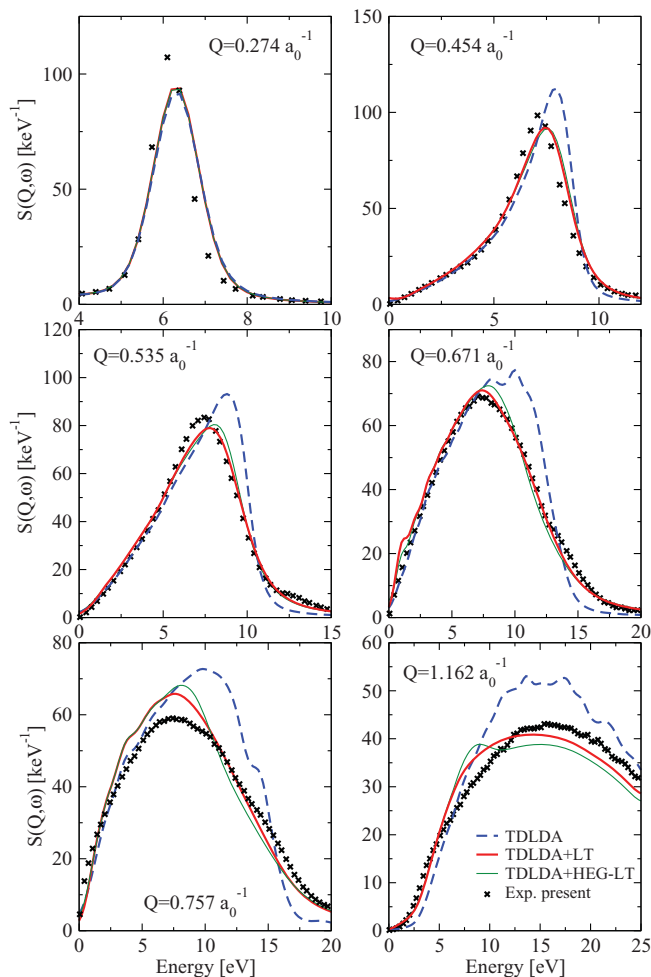 Q=0.274 a₀⁻¹
S(Q,ω) [keV⁻¹]
100
50
0
4 6 8 10
Q=0.454 a₀⁻¹
150
100
50
0
0 5 10
Q=0.535 a₀⁻¹
S(Q,ω) [keV⁻¹]
120
100
80
60
40
20
0
0 5 10 15
Q=0.671 a₀⁻¹
80
60
40
20
0
0 5 10 15 20
Q=0.757 a₀⁻¹
S(Q,ω) [keV⁻¹]
80
60
40
20
0
0 5 10 15 20
Energy [eV]
Q=1.162 a₀⁻¹
60
50
40
30
20
10
0
TDLDA
TDLDA+LT
TDLDA+HEG-LT
Exp. present
0 5 10 15 20 25
Energy [eV]